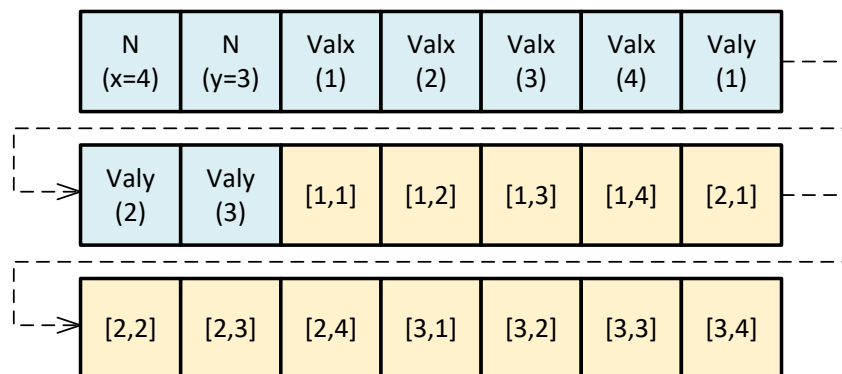 N N Valx Valx Valx Valx Valy
(x=4) (y=3) (1) (2) (3) (4) (1)
Valy Valy [1,1] [1,2] [1,3] [1,4] [2,1]
(2) (3)
[2,2] [2,3] [2,4] [3,1] [3,2] [3,3] [3,4]